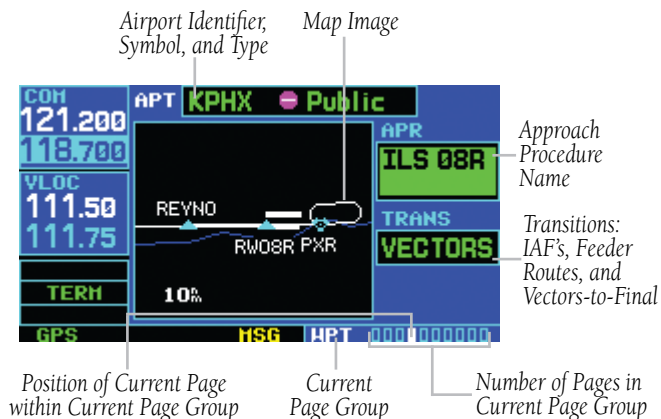 Airport Identifier,
Symbol, and Type
Map Image
COM
121.200
118.700
VLOC
111.50
111.75
TERM
GPS
APT KPHX Public
REYNO
RW08R PXR
10nm
APR
ILS 08R
TRANS
VECTORS
MSG WPT
Approach
Procedure
Name
Transitions:
IAF's, Feeder
Routes, and
Vectors-to-Final
Position of Current Page
within Current Page Group
Current
Page Group
Number of Pages in
Current Page Group